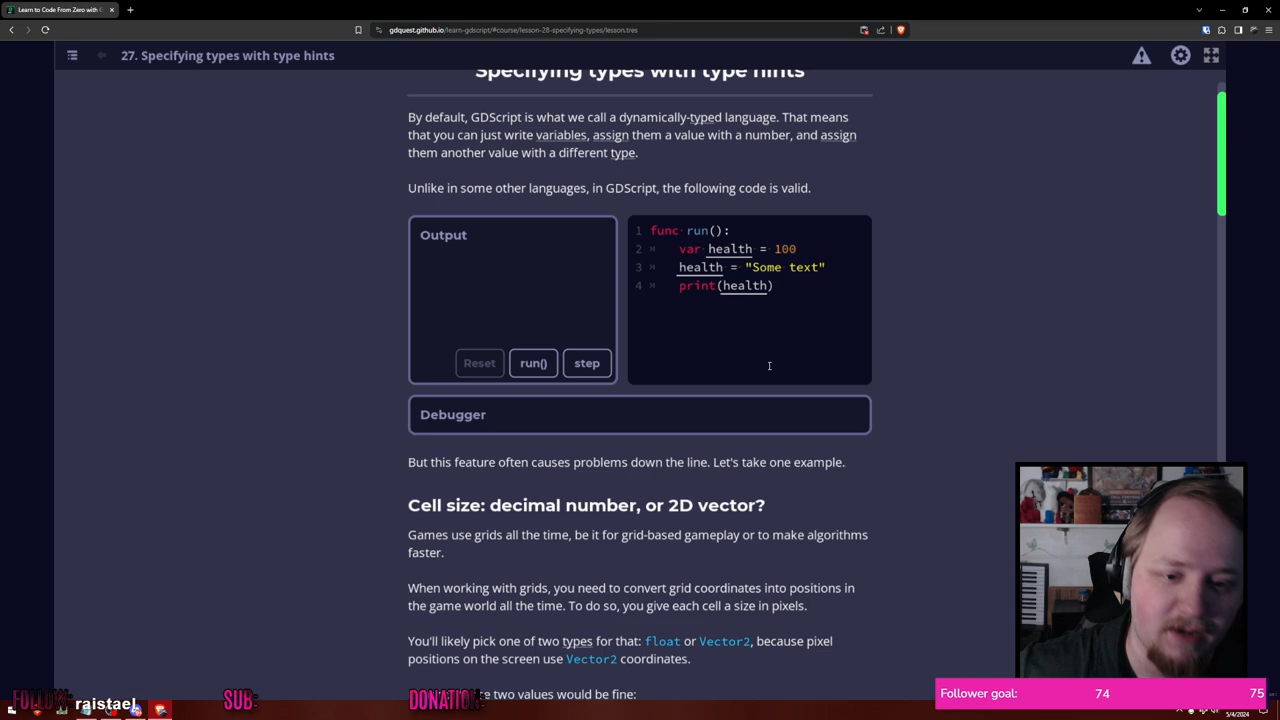 Learn to Code From Zero with G
gdquest.github.io/learn-gdscript/#course/lesson-28-specifying-types/lesson.tres
27. Specifying types with type hints
Specifying types with type hints
By default, GDScript is what we call a dynamically-typed language. That means
that you can just write variables, assign them a value with a number, and assign
them another value with a different type.
Unlike in some other languages, in GDScript, the following code is valid.
Output
Reset
run()
step
1 func run():
2 var health = 100
3 health = "Some text"
4 print(health)
Debugger
But this feature often causes problems down the line. Let's take one example.
Cell size: decimal number, or 2D vector?
Games use grids all the time, be it for grid-based gameplay or to make algorithms
faster.
When working with grids, you need to convert grid coordinates into positions in
the game world all the time. To do so, you give each cell a size in pixels.
You'll likely pick one of two types for that: float or Vector2, because pixel
positions on the screen use Vector2 coordinates.
e two values would be fine:
FOLLOW: raistael
SUB:
DONATION:
Follower goal: 74 75
5/4/2024